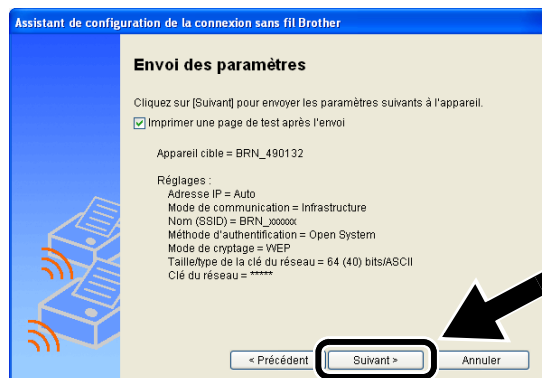 Assistant de configuration de la connexion sans fil Brother
Envoi des paramètres
Cliquez sur [Suivant] pour envoyer les paramètres suivants à l'appareil.
Imprimer une page de test après l'envoi
Appareil cible = BRN_490132
Réglages :
Adresse IP = Auto
Mode de communication = Infrastructure
Nom (SSID) = BRN_xxxxxx
Méthode d'authentification = Open System
Mode de cryptage = WEP
Taille/type de la clé du réseau = 64 (40) bits/ASCII
Clé du réseau = *****
< Précédent Suivant > Annuler